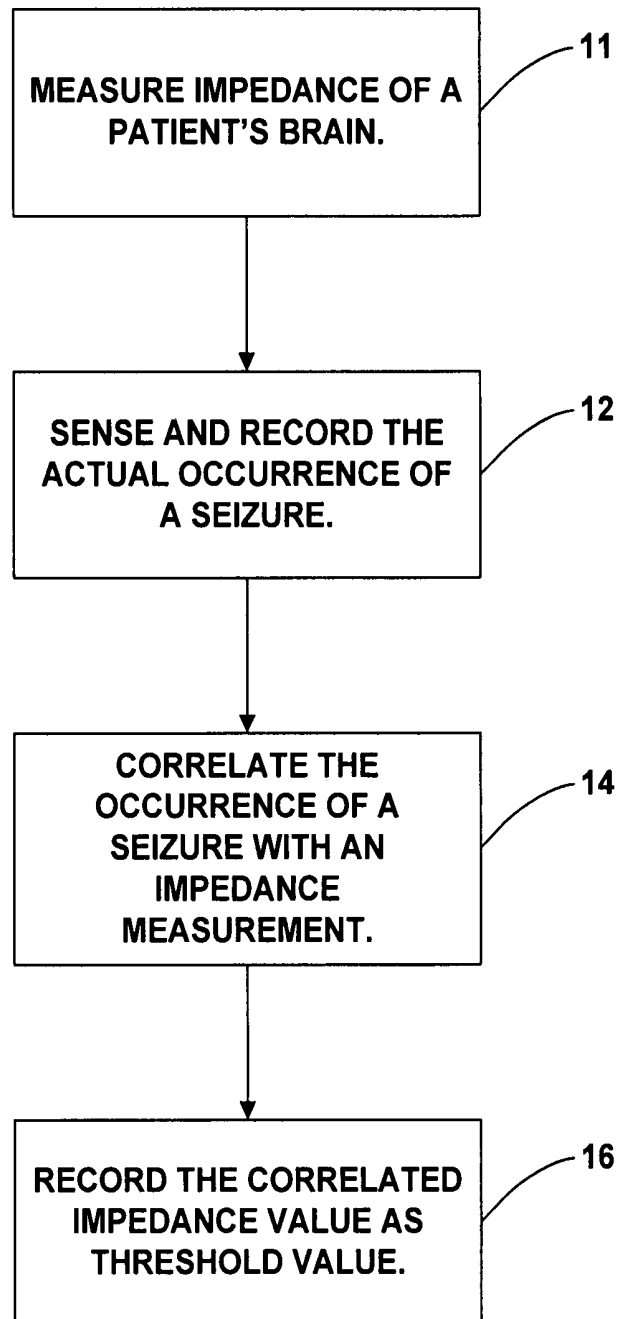 11
MEASURE IMPEDANCE OF A
PATIENT'S BRAIN.
12
SENSE AND RECORD THE
ACTUAL OCCURRENCE OF
A SEIZURE.
14
CORRELATE THE
OCCURRENCE OF A
SEIZURE WITH AN
IMPEDANCE
MEASUREMENT.
16
RECORD THE CORRELATED
IMPEDANCE VALUE AS
THRESHOLD VALUE.